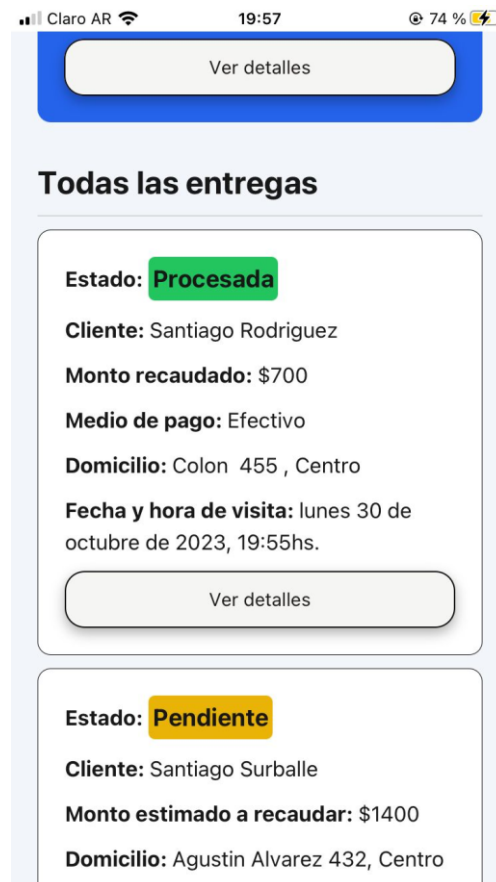 Claro AR 19:57 74 %
Ver detalles
Todas las entregas
Estado: Procesada
Cliente: Santiago Rodriguez
Monto recaudado: $700
Medio de pago: Efectivo
Domicilio: Colon  455 , Centro
Fecha y hora de visita: lunes 30 de
octubre de 2023, 19:55hs.
Ver detalles
Estado: Pendiente
Cliente: Santiago Surballe
Monto estimado a recaudar: $1400
Domicilio: Agustin Alvarez 432, Centro